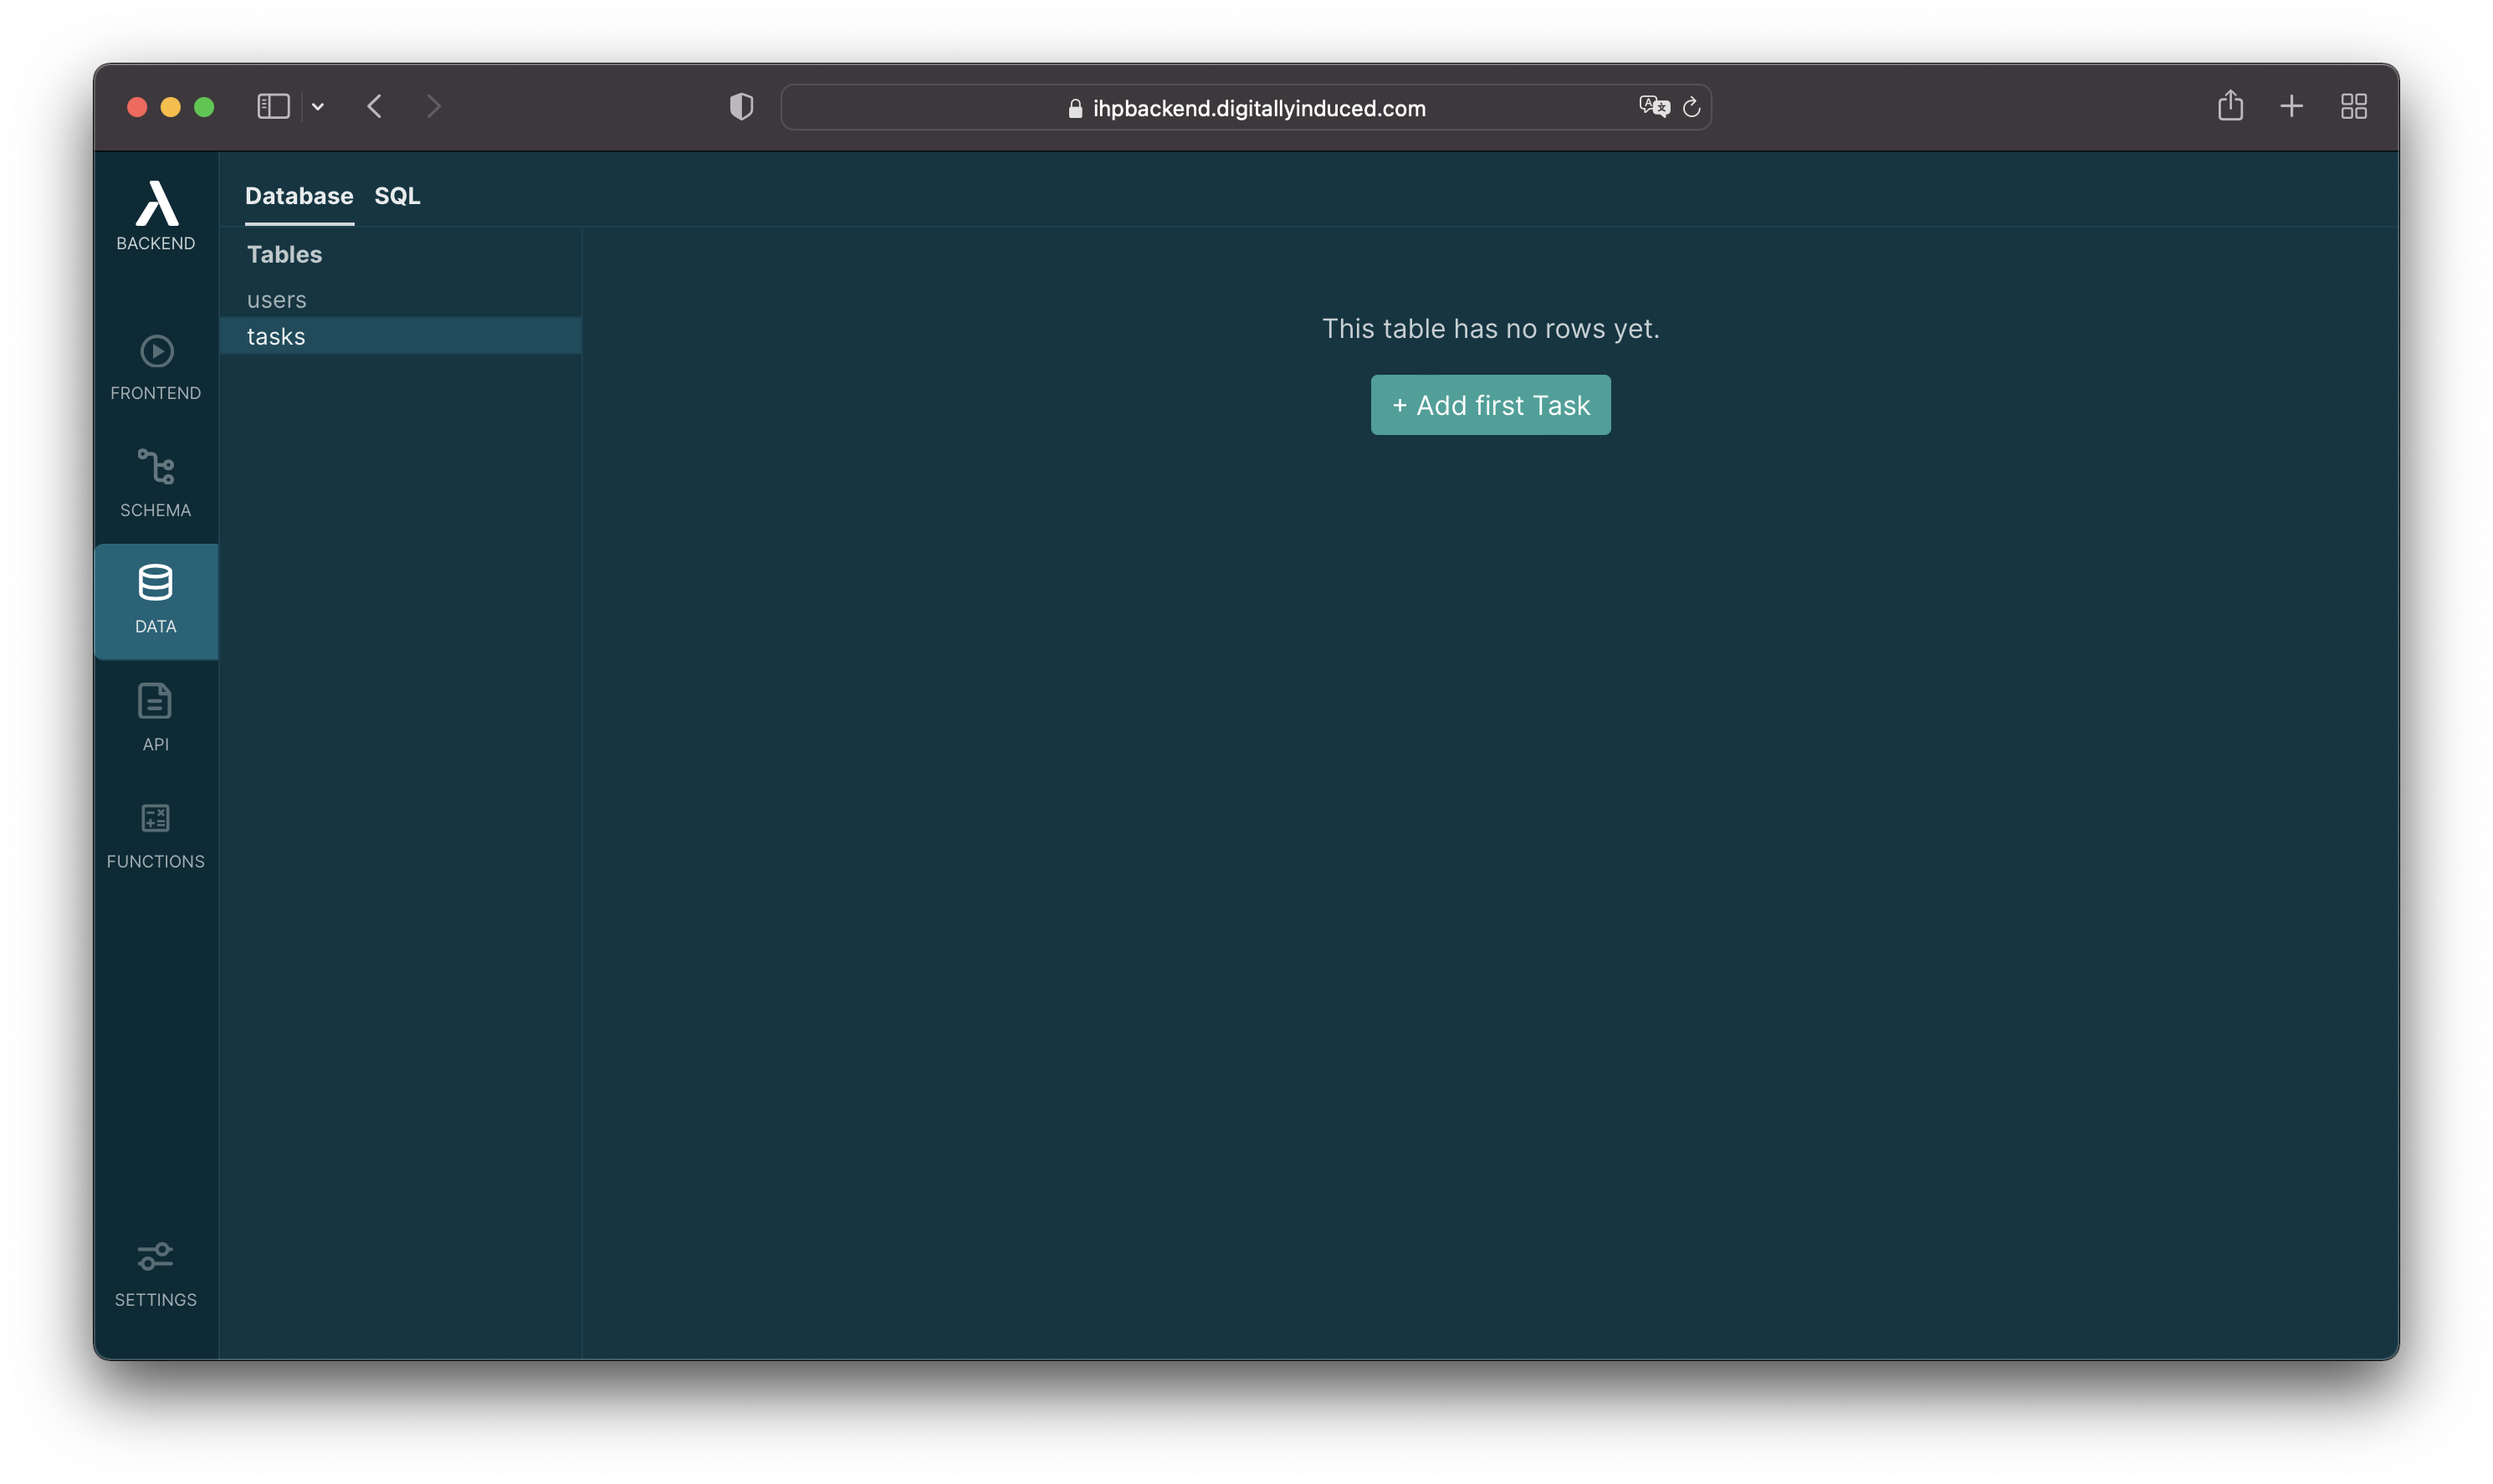 ihpbackend.digitallyinduced.com
BACKEND
FRONTEND
SCHEMA
DATA
API
FUNCTIONS
SETTINGS
Database SQL
Tables
users
tasks
This table has no rows yet.
+ Add first Task